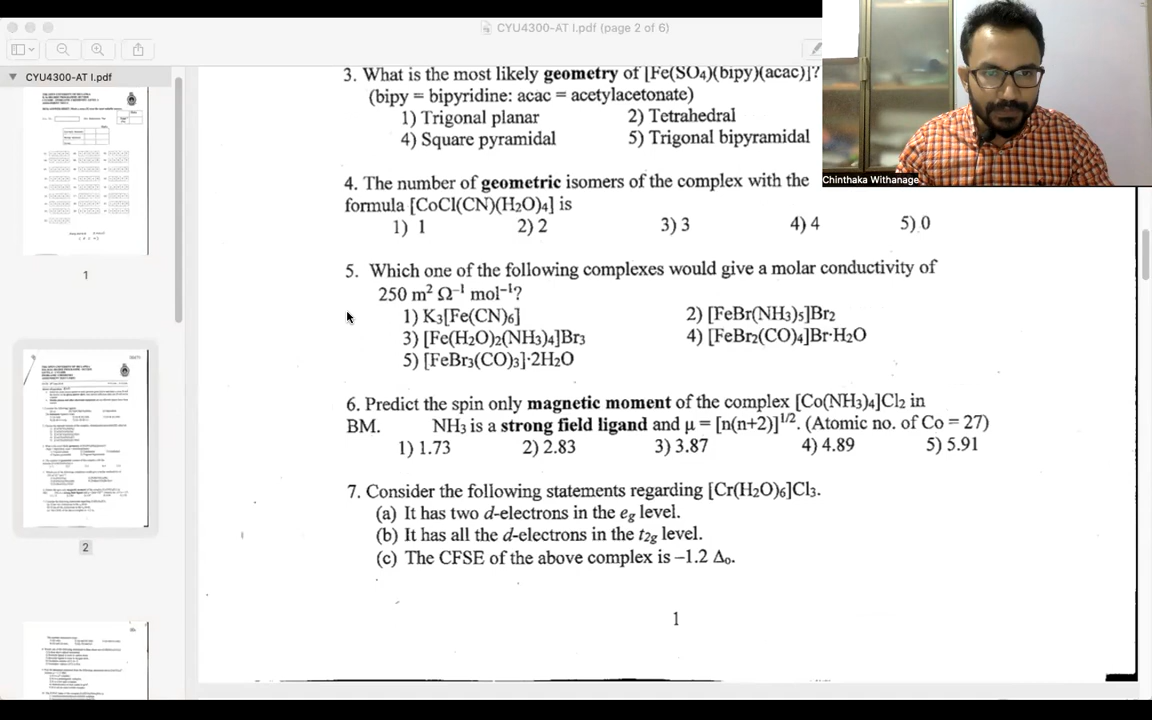 CYU4300-AT I.pdf (page 2 of 6)
CYU4300-AT I.pdf
1
2
Chinthaka Withanage
3. What is the most likely geometry of [Fe(SO₄)(bipy)(acac)]?
(bipy = bipyridine: acac = acetylacetonate)
1) Trigonal planar 2) Tetrahedral
4) Square pyramidal 5) Trigonal bipyramidal
4. The number of geometric isomers of the complex with the
formula [CoCl(CN)(H₂O)₄] is
1) 1 2) 2 3) 3 4) 4 5) 0
5. Which one of the following complexes would give a molar conductivity of
250 m² Ω⁻¹ mol⁻¹?
1) K₃[Fe(CN)₆] 2) [FeBr(NH₃)₅]Br₂
3) [Fe(H₂O)₂(NH₃)₄]Br₃ 4) [FeBr₂(CO)₄]Br·H₂O
5) [FeBr₃(CO)₃]·2H₂O
6. Predict the spin only magnetic moment of the complex [Co(NH₃)₄]Cl₂ in
BM. NH₃ is a strong field ligand and μ = [n(n+2)]¹/². (Atomic no. of Co = 27)
1) 1.73 2) 2.83 3) 3.87 4) 4.89 5) 5.91
7. Consider the following statements regarding [Cr(H₂O)₆]Cl₃.
(a) It has two d-electrons in the eg level.
(b) It has all the d-electrons in the t₂g level.
(c) The CFSE of the above complex is −1.2 Δₒ.
1